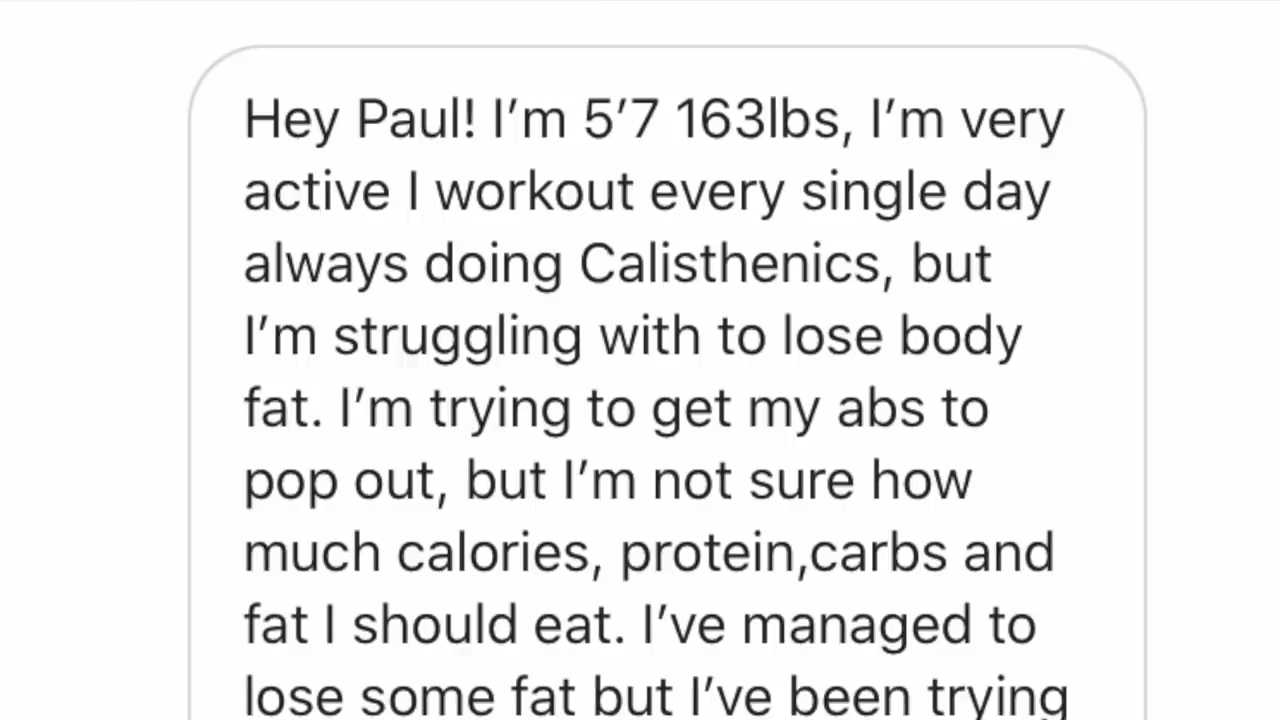 Hey Paul! I’m 5’7 163lbs, I’m very
active I workout every single day
always doing Calisthenics, but
I’m struggling with to lose body
fat. I’m trying to get my abs to
pop out, but I’m not sure how
much calories, protein,carbs and
fat I should eat. I’ve managed to
lose some fat but I’ve been trying